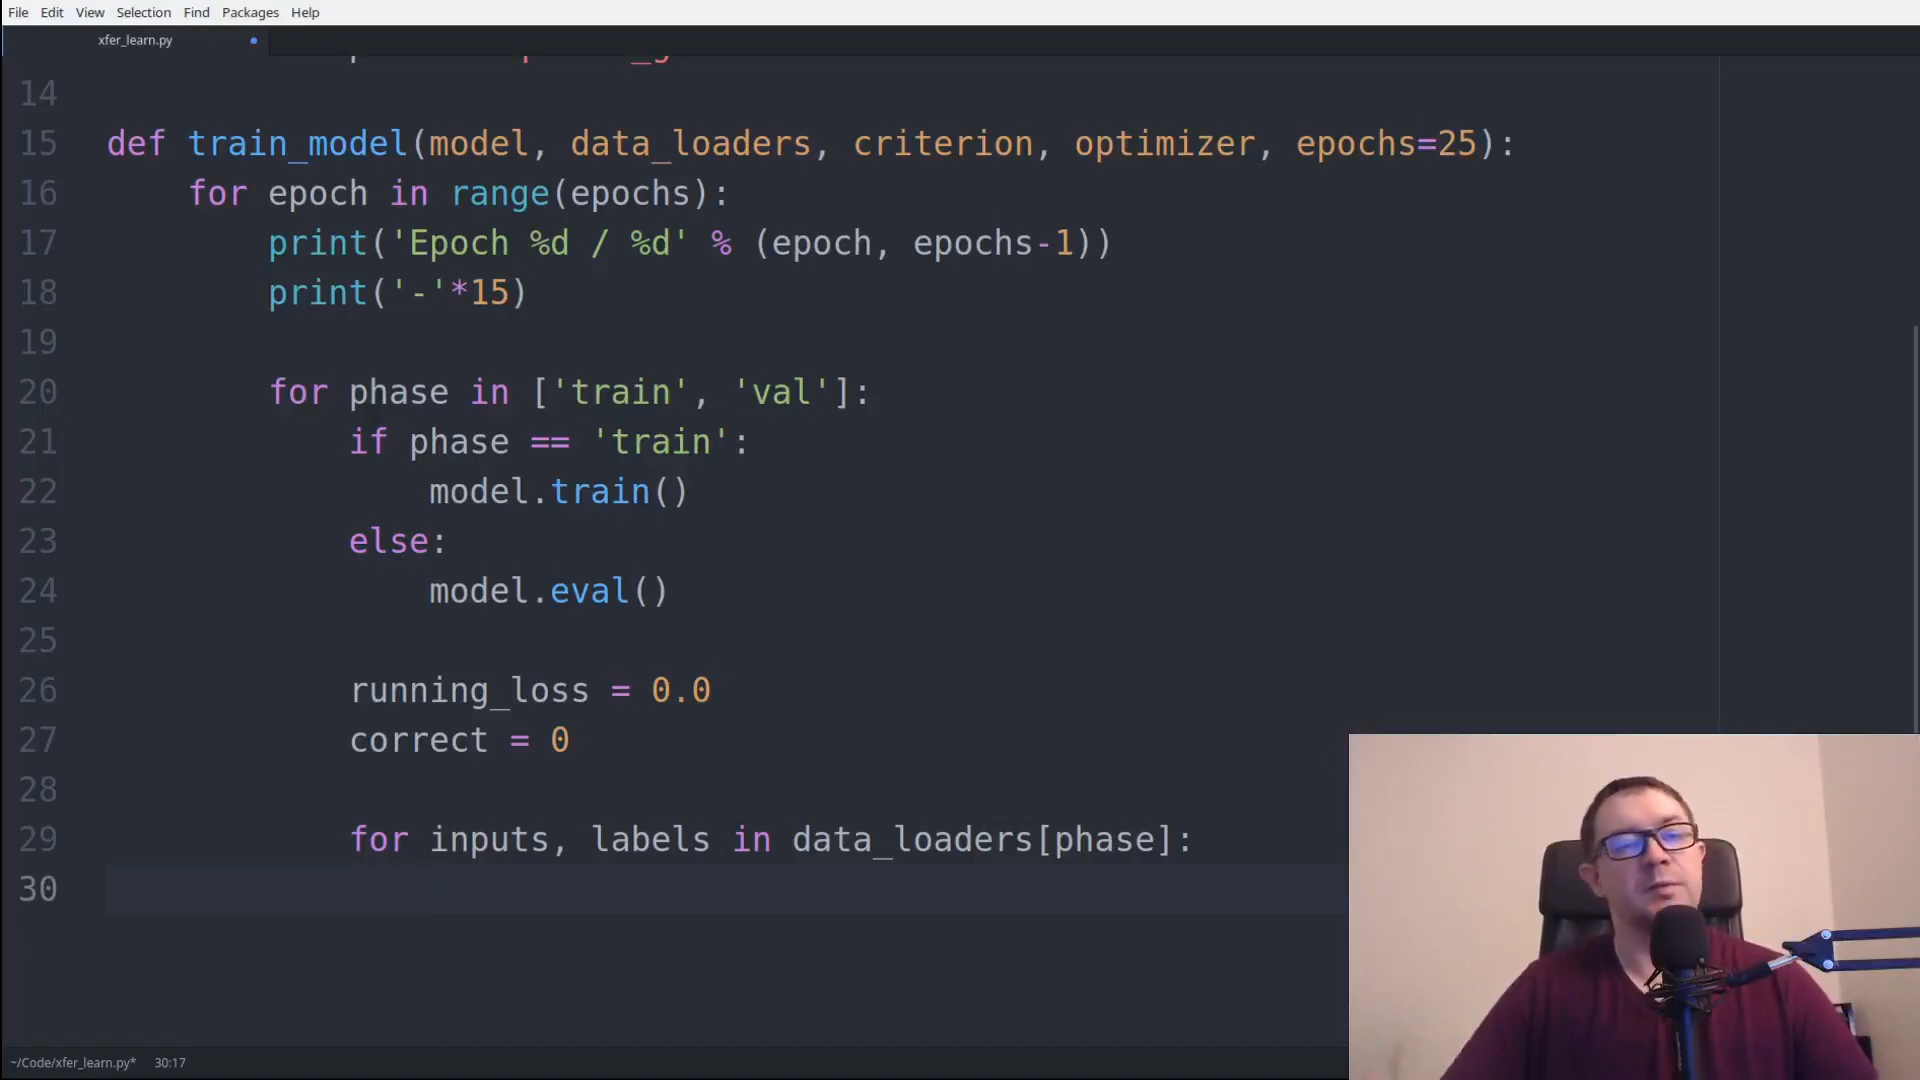 File Edit View Selection Find Packages Help
xfer_learn.py
14
15 def train_model(model, data_loaders, criterion, optimizer, epochs=25):
16 for epoch in range(epochs):
17 print('Epoch %d / %d' % (epoch, epochs-1))
18 print('-'*15)
19
20 for phase in ['train', 'val']:
21 if phase == 'train':
22 model.train()
23 else:
24 model.eval()
25
26 running_loss = 0.0
27 correct = 0
28
29 for inputs, labels in data_loaders[phase]:
30
~/Code/xfer_learn.py* 30:17